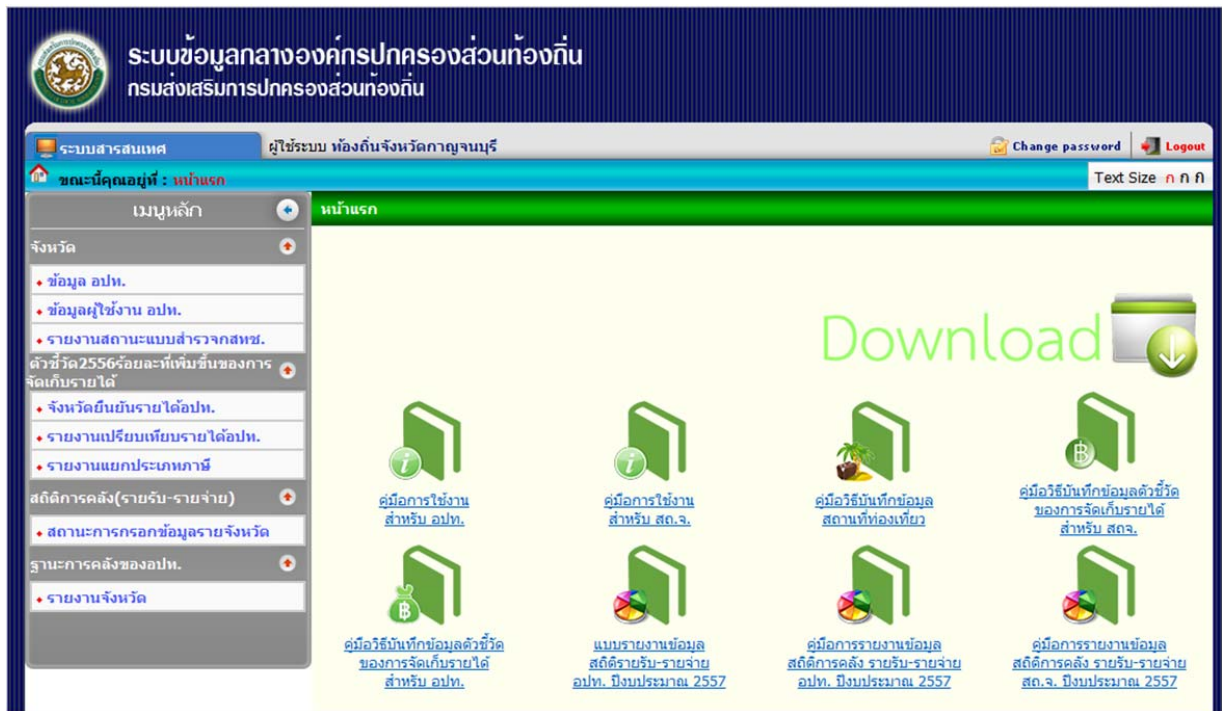 ระบบข้อมูลกลางองค์กรปกครองส่วนท้องถิ่น
กรมส่งเสริมการปกครองส่วนท้องถิ่น
ระบบสารสนเทศ
ผู้ใช้ระบบ ท้องถิ่นจังหวัดกาญจนบุรี
Change password
Logout
ขณะนี้คุณอยู่ที่ : หน้าแรก
Text Size ก ก ก
เมนูหลัก
หน้าแรก
จังหวัด
ข้อมูล อปท.
ข้อมูลผู้ใช้งาน อปท.
รายงานสถานะแบบสำรวจกสทช.
ตัวชี้วัด2556ร้อยละที่เพิ่มขึ้นของการ
จัดเก็บรายได้
จังหวัดยืนยันรายได้อปท.
รายงานเปรียบเทียบรายได้อปท.
รายงานแยกประเภทภาษี
สถิติการคลัง(รายรับ-รายจ่าย)
สถานะการกรอกข้อมูลรายจังหวัด
ฐานะการคลังของอปท.
รายงานจังหวัด
Download
คู่มือการใช้งาน
สำหรับ อปท.
คู่มือการใช้งาน
สำหรับ สถ.จ.
คู่มือวิธีบันทึกข้อมูล
สถานที่ท่องเที่ยว
คู่มือวิธีบันทึกข้อมูลตัวชี้วัด
ของการจัดเก็บรายได้
สำหรับ สถจ.
คู่มือวิธีบันทึกข้อมูลตัวชี้วัด
ของการจัดเก็บรายได้
สำหรับ อปท.
แบบรายงานข้อมูล
สถิติรายรับ-รายจ่าย
อปท. ปีงบประมาณ 2557
คู่มือการรายงานข้อมูล
สถิติการคลัง รายรับ-รายจ่าย
อปท. ปีงบประมาณ 2557
คู่มือการรายงานข้อมูล
สถิติการคลัง รายรับ-รายจ่าย
สถ.จ. ปีงบประมาณ 2557